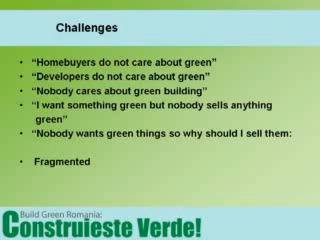 Challenges
• “Homebuyers do not care about green”
• “Developers do not care about green”
• “Nobody cares about green building”
• “I want something green but nobody sells anything
green”
• “Nobody wants green things so why should I sell them:
• Fragmented
Build Green Romania:
Construieste Verde!